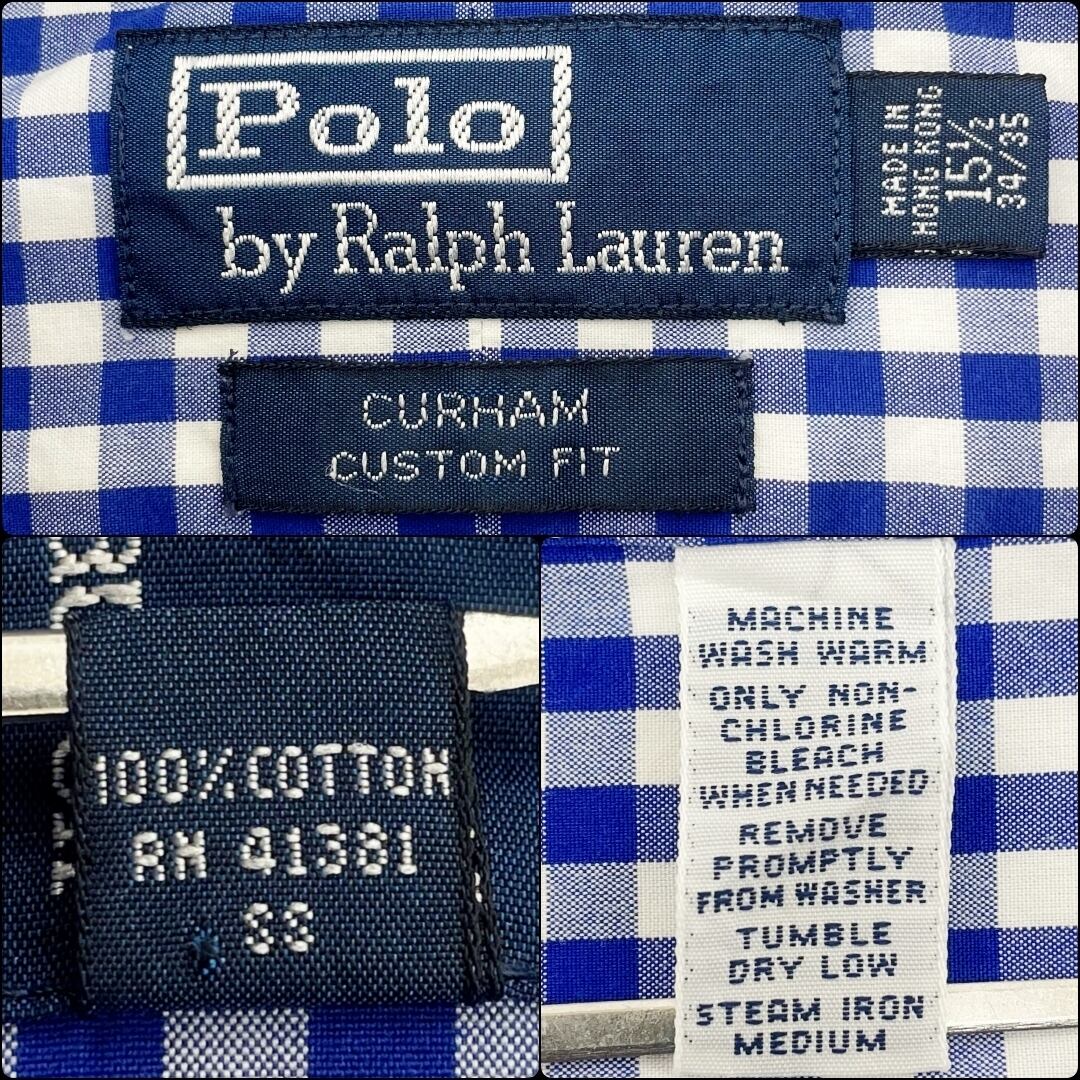 Polo
by Ralph Lauren
MADE IN
HONG KONG
15½
34/35
CURHAM
CUSTOM FIT
100% COTTON
RN 41381
MACHINE
WASH WARM
ONLY NON-
CHLORINE
BLEACH
WHEN NEEDED
REMOVE
PROMPTLY
FROM WASHER
TUMBLE
DRY LOW
STEAM IRON
MEDIUM